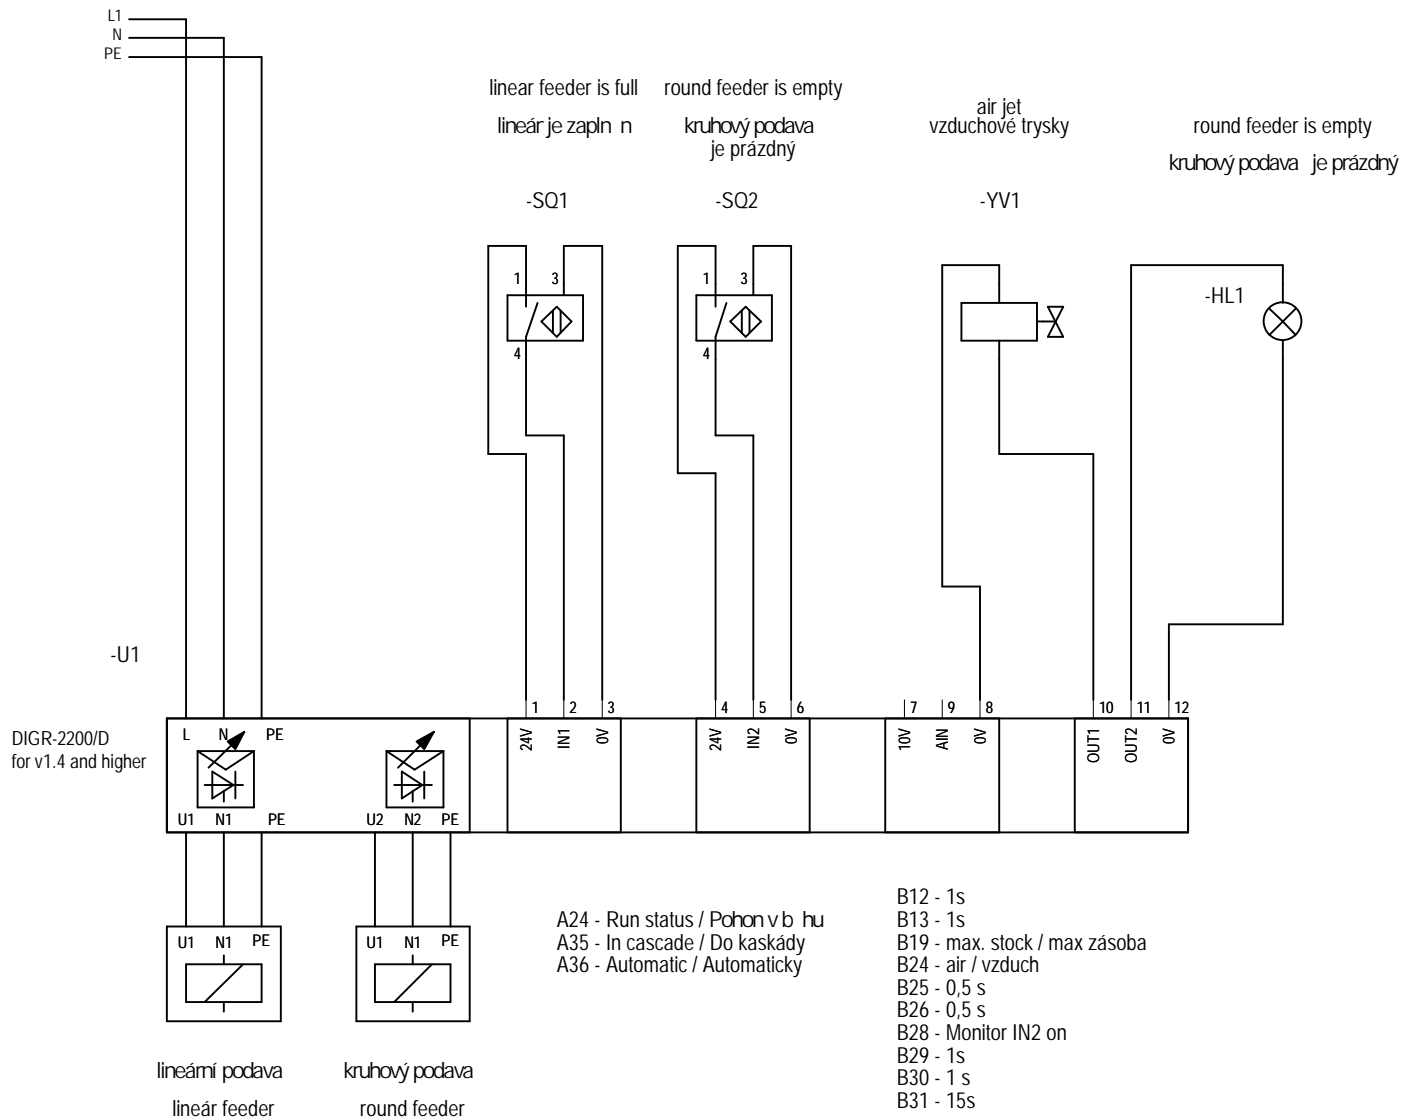 L1
N
PE
linear feeder is full
lineár je zapln n
round feeder is empty
kruhový podava
je prázdný
air jet
vzduchové trysky
round feeder is empty
kruhový podava je prázdný
-SQ1
-SQ2
-YV1
-HL1
1 3
4
1 3
4
-U1
DIGR-2200/D
for v1.4 and higher
L N PE
U1 N1 PE
U2 N2 PE
1 2 3
24V IN1 0V
4 5 6
24V IN2 0V
7 9 8
10V AIN 0V
10 11 12
OUT1 OUT2 0V
U1 N1 PE
U1 N1 PE
lineární podava
lineár feeder
kruhový podava
round feeder
A24 - Run status / Pohon v b hu
A35 - In cascade / Do kaskády
A36 - Automatic / Automaticky
B12 - 1s
B13 - 1s
B19 - max. stock / max zásoba
B24 - air / vzduch
B25 - 0,5 s
B26 - 0,5 s
B28 - Monitor IN2 on
B29 - 1s
B30 - 1 s
B31 - 15s